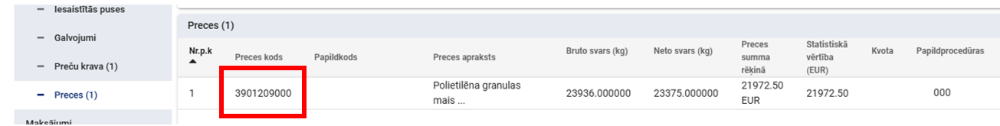 Iesaistītās puses
Galvojumi
Preču krava (1)
Preces (1)
Maksājumi
Preces (1)
Nr.p.k
Preces kods
Papildkods
Preces apraksts
Bruto svars (kg)
Neto svars (kg)
Preces
summa
rēķinā
Statistiskā
vērtība
(EUR)
Kvota
Papildprocedūras
1
3901209000
Polietilēna granulas
mais ...
23936.000000
23375.000000
21972.50
EUR
21972.50
000